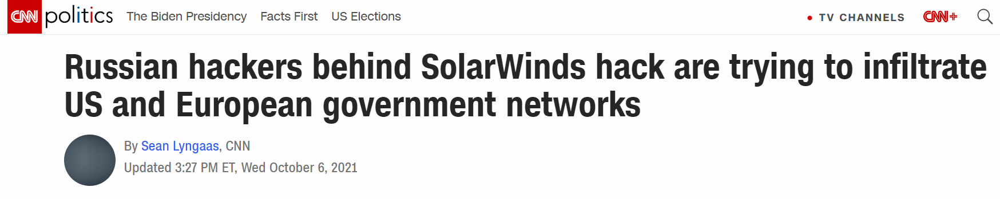 CNN politics The Biden Presidency Facts First US Elections • TV CHANNELS CNN+
Russian hackers behind SolarWinds hack are trying to infiltrate
US and European government networks
By Sean Lyngaas, CNN
Updated 3:27 PM ET, Wed October 6, 2021